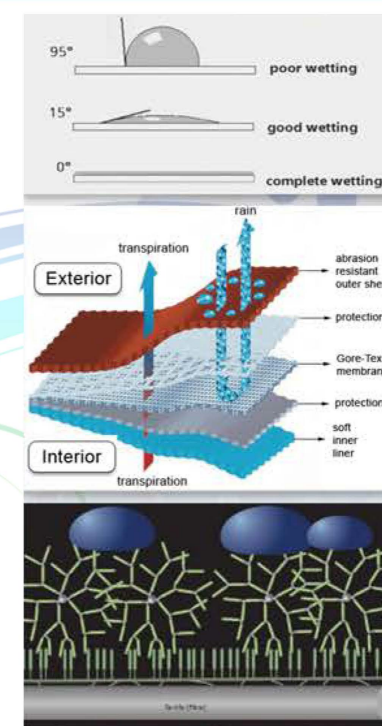 95°
poor wetting
15°
good wetting
0°
complete wetting
rain
transpiration
Exterior
abrasion
resistant
outer she
protection
Gore-Tex
membran
protection
soft
inner
liner
Interior
transpiration